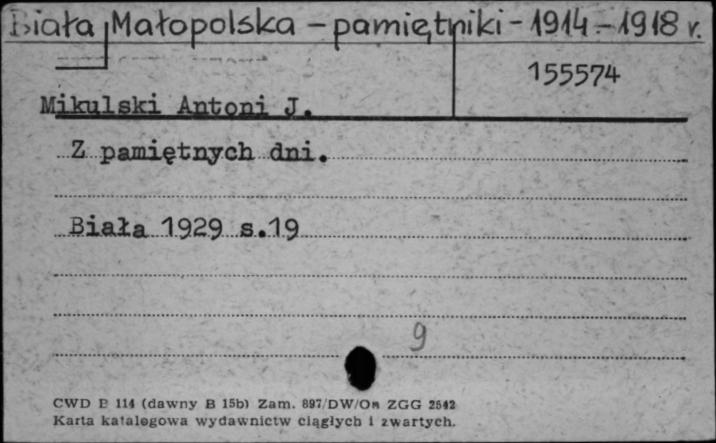 Biała Małopolska - pamiętniki - 1914 - 1918 r.
155574
Mikulski Antoni J.
Z pamiętnych dni.
Biała 1929 s.19
9
CWD B 114 (dawny B 15b) Zam. 897/DW/Om ZGG 2542
Karta katalogowa wydawnictw ciągłych i zwartych.